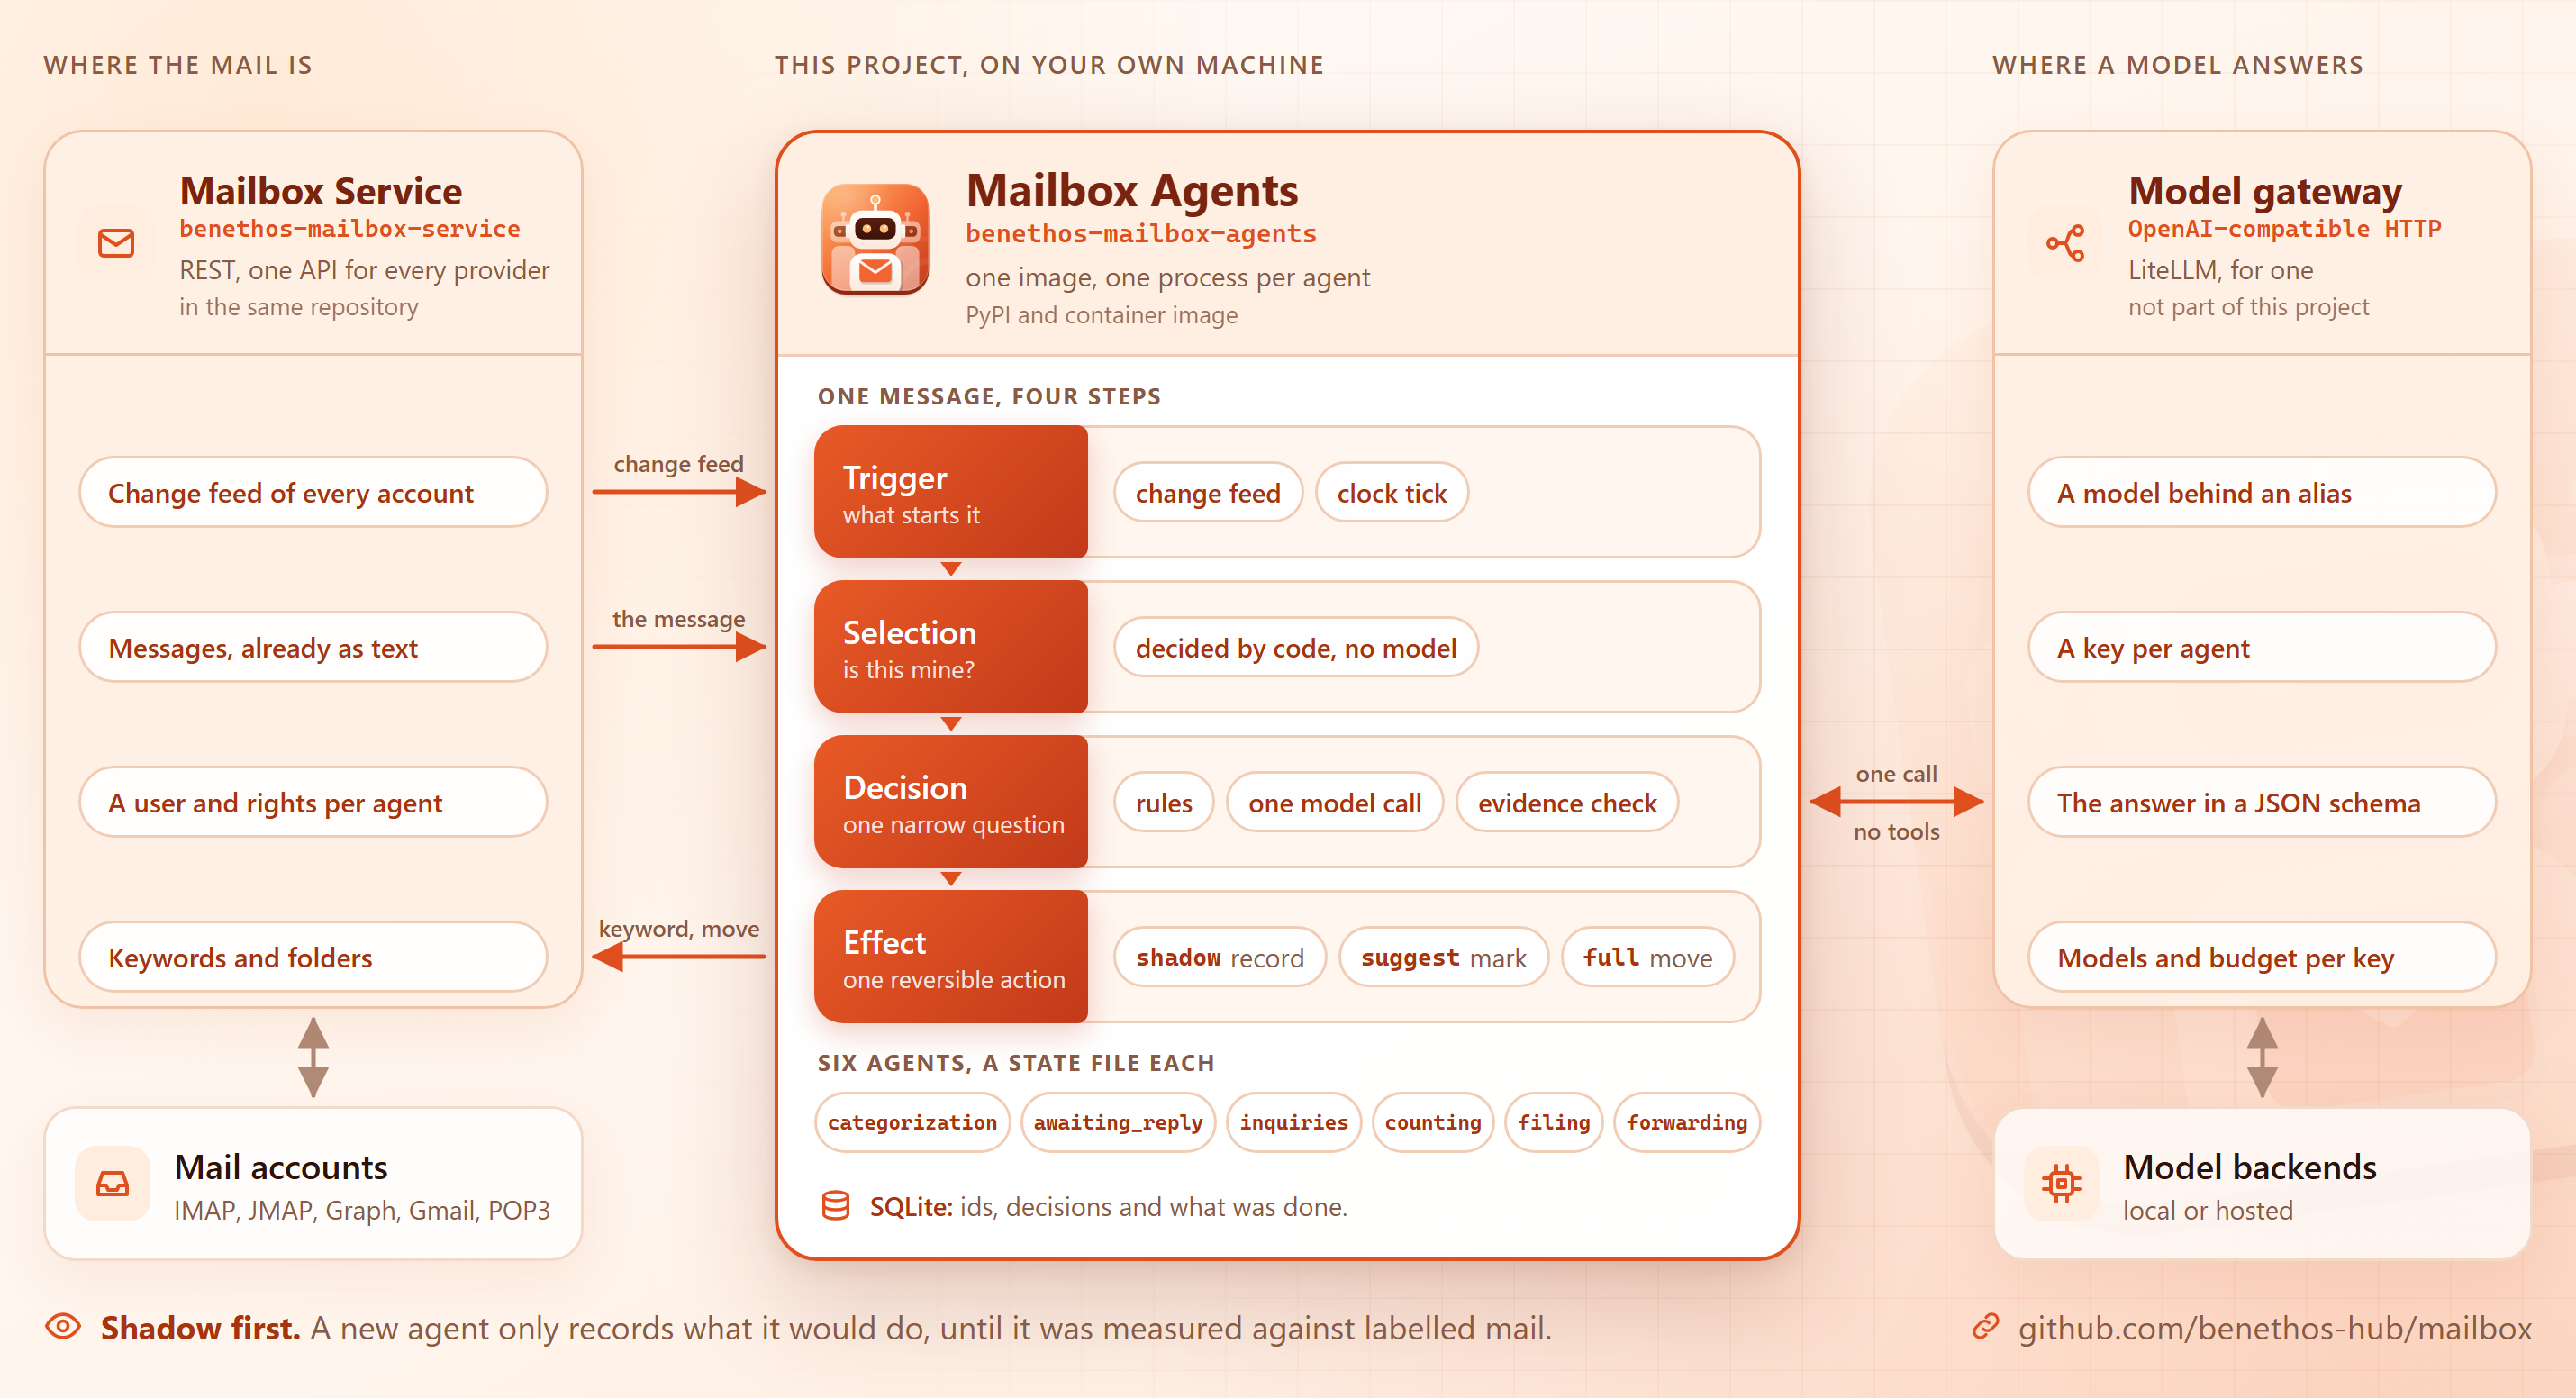 WHERE THE MAIL IS
Mailbox Service
benethos-mailbox-service
REST, one API for every provider
in the same repository
Change feed of every account
Messages, already as text
A user and rights per agent
Keywords and folders
Mail accounts
IMAP, JMAP, Graph, Gmail, POP3
change feed
the message
keyword, move
THIS PROJECT, ON YOUR OWN MACHINE
Mailbox Agents
benethos-mailbox-agents
one image, one process per agent
PyPI and container image
ONE MESSAGE, FOUR STEPS
Trigger
what starts it
change feed
clock tick
Selection
is this mine?
decided by code, no model
Decision
one narrow question
rules
one model call
evidence check
Effect
one reversible action
shadow record
suggest mark
full move
SIX AGENTS, A STATE FILE EACH
categorization
awaiting_reply
inquiries
counting
filing
forwarding
SQLite: ids, decisions and what was done.
one call
no tools
WHERE A MODEL ANSWERS
Model gateway
OpenAI-compatible HTTP
LiteLLM, for one
not part of this project
A model behind an alias
A key per agent
The answer in a JSON schema
Models and budget per key
Model backends
local or hosted
Shadow first. A new agent only records what it would do, until it was measured against labelled mail.
github.com/benethos-hub/mailbox